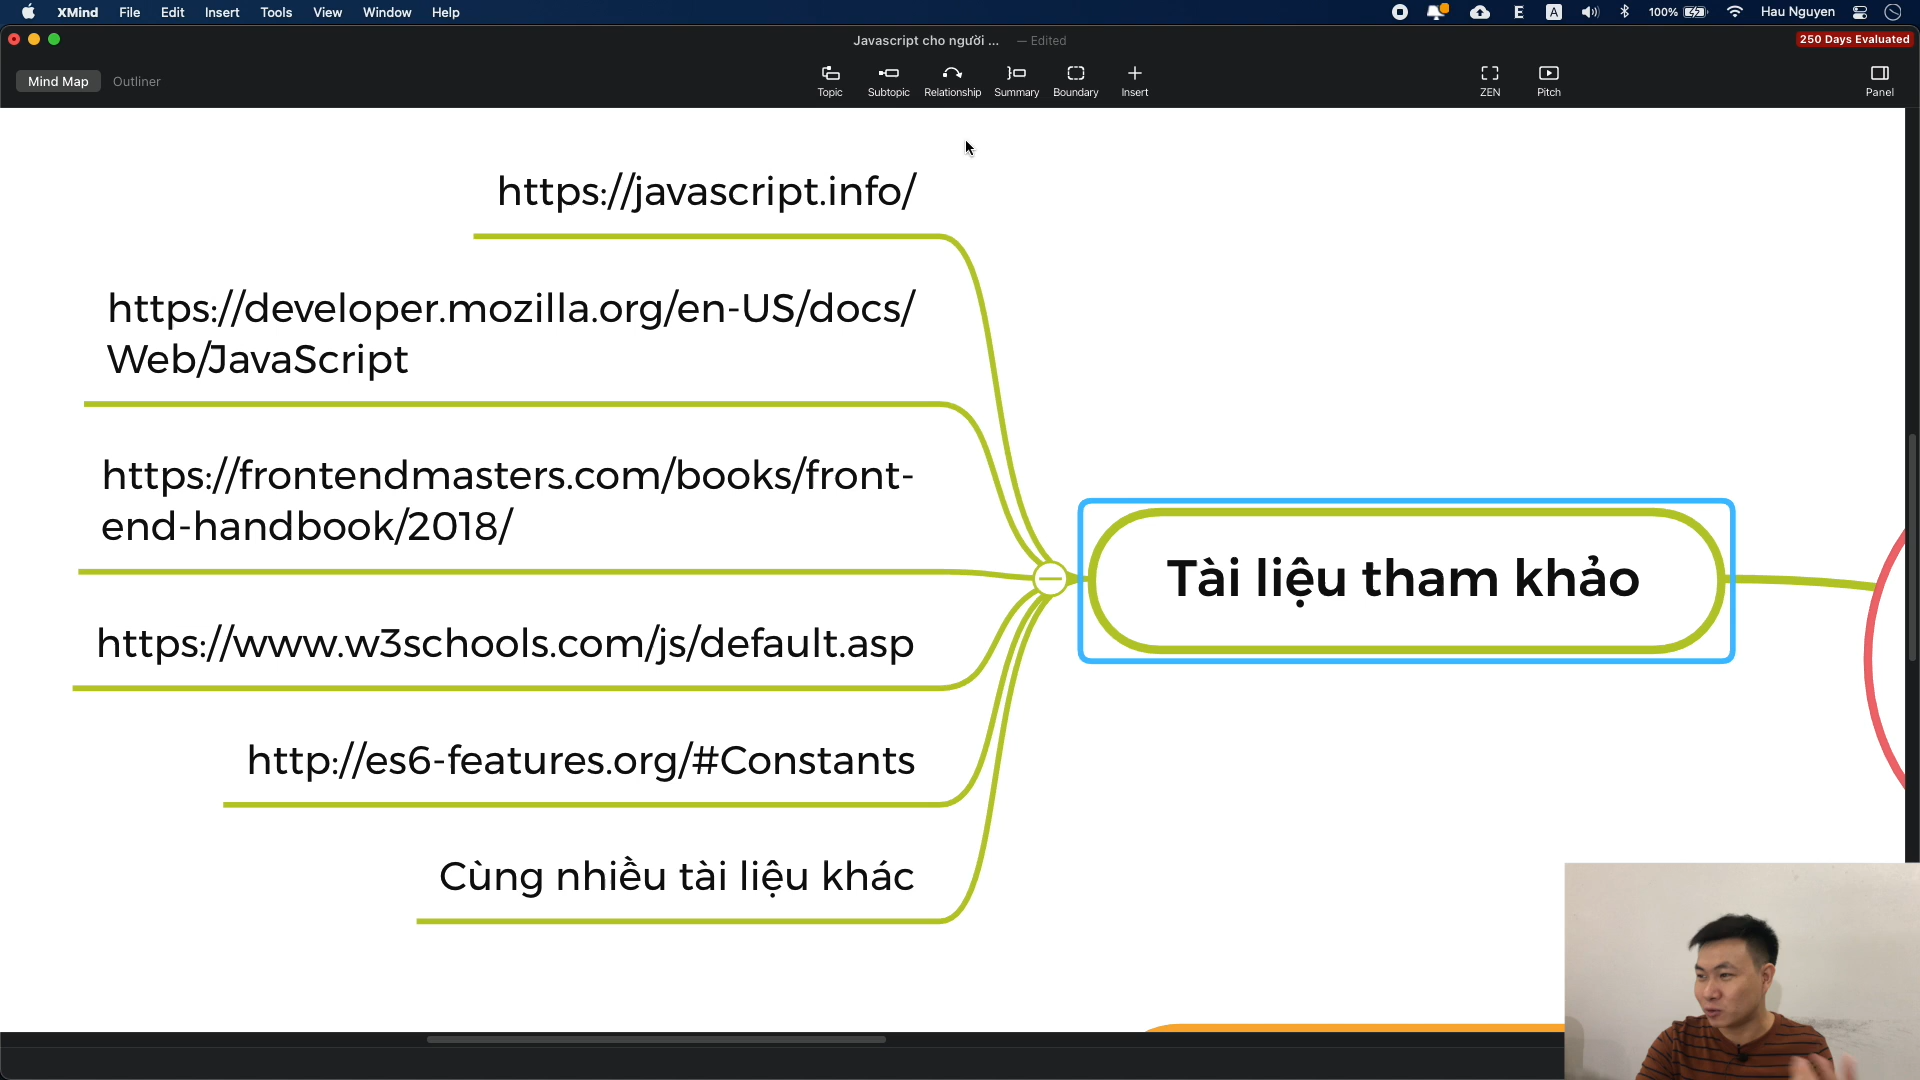 XMind File Edit Insert Tools View Window Help
E A 100% Hau Nguyen
Javascript cho người ... — Edited
250 Days Evaluated
Mind Map Outliner
Topic Subtopic Relationship Summary Boundary Insert ZEN Pitch Panel
https://javascript.info/
https://developer.mozilla.org/en-US/docs/
Web/JavaScript
https://frontendmasters.com/books/front-
end-handbook/2018/
Tài liệu tham khảo
https://www.w3schools.com/js/default.asp
http://es6-features.org/#Constants
Cùng nhiều tài liệu khác